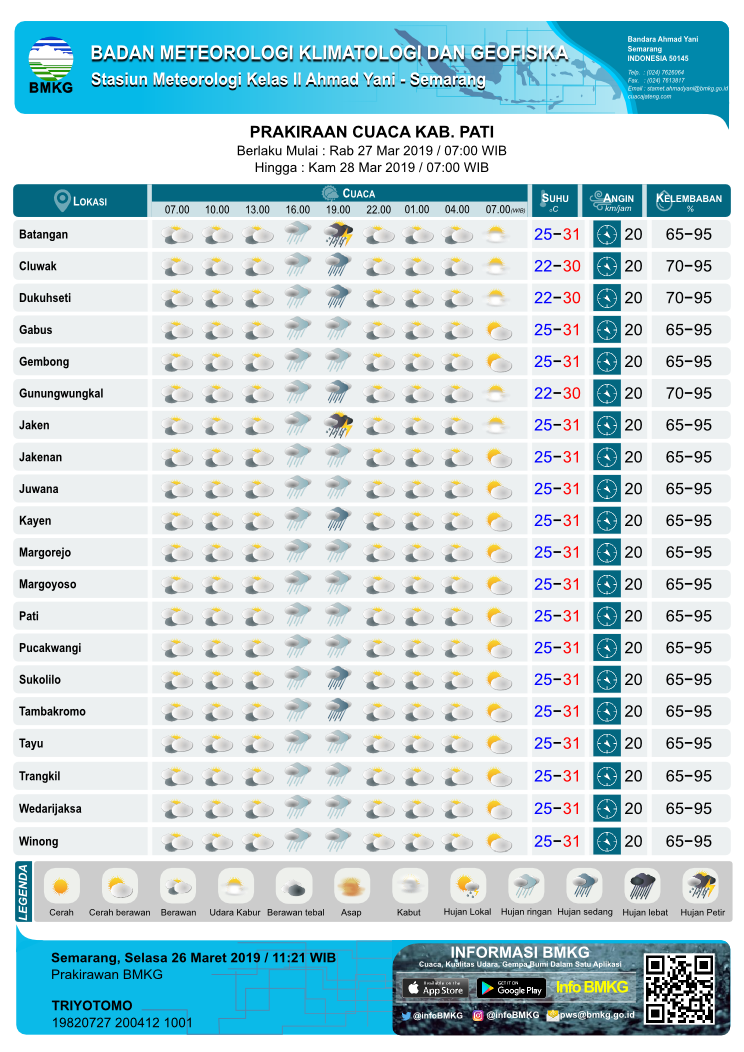 BMKG
BADAN METEOROLOGI KLIMATOLOGI DAN GEOFISIKA
Stasiun Meteorologi Kelas II Ahmad Yani - Semarang
Bandara Ahmad Yani
Semarang
INDONESIA 50145
Telp. : (024) 7626064
Fax. : (024) 7613817
Email : stamet.ahmadyani@bmkg.go.id
cuacajateng.com
PRAKIRAAN CUACA KAB. PATI
Berlaku Mulai : Rab 27 Mar 2019 / 07:00 WIB
Hingga : Kam 28 Mar 2019 / 07:00 WIB
LOKASI CUACA SUHU °C ANGIN km/jam KELEMBABAN %
07.00 10.00 13.00 16.00 19.00 22.00 01.00 04.00 07.00 (WIB)
Batangan 25-31 20 65-95
Cluwak 22-30 20 70-95
Dukuhseti 22-30 20 70-95
Gabus 25-31 20 65-95
Gembong 25-31 20 65-95
Gunungwungkal 22-30 20 70-95
Jaken 25-31 20 65-95
Jakenan 25-31 20 65-95
Juwana 25-31 20 65-95
Kayen 25-31 20 65-95
Margorejo 25-31 20 65-95
Margoyoso 25-31 20 65-95
Pati 25-31 20 65-95
Pucakwangi 25-31 20 65-95
Sukolilo 25-31 20 65-95
Tambakromo 25-31 20 65-95
Tayu 25-31 20 65-95
Trangkil 25-31 20 65-95
Wedarijaksa 25-31 20 65-95
Winong 25-31 20 65-95
LEGENDA
Cerah Cerah berawan Berawan Udara Kabur Berawan tebal Asap Kabut Hujan Lokal Hujan ringan Hujan sedang Hujan lebat Hujan Petir
Semarang, Selasa 26 Maret 2019 / 11:21 WIB
Prakirawan BMKG
TRIYOTOMO
19820727 200412 1001
INFORMASI BMKG
Cuaca, Kualitas Udara, Gempa Bumi Dalam Satu Aplikasi
Available on the App Store
GET IT ON Google Play
Info BMKG
@infoBMKG @infoBMKG pws@bmkg.go.id